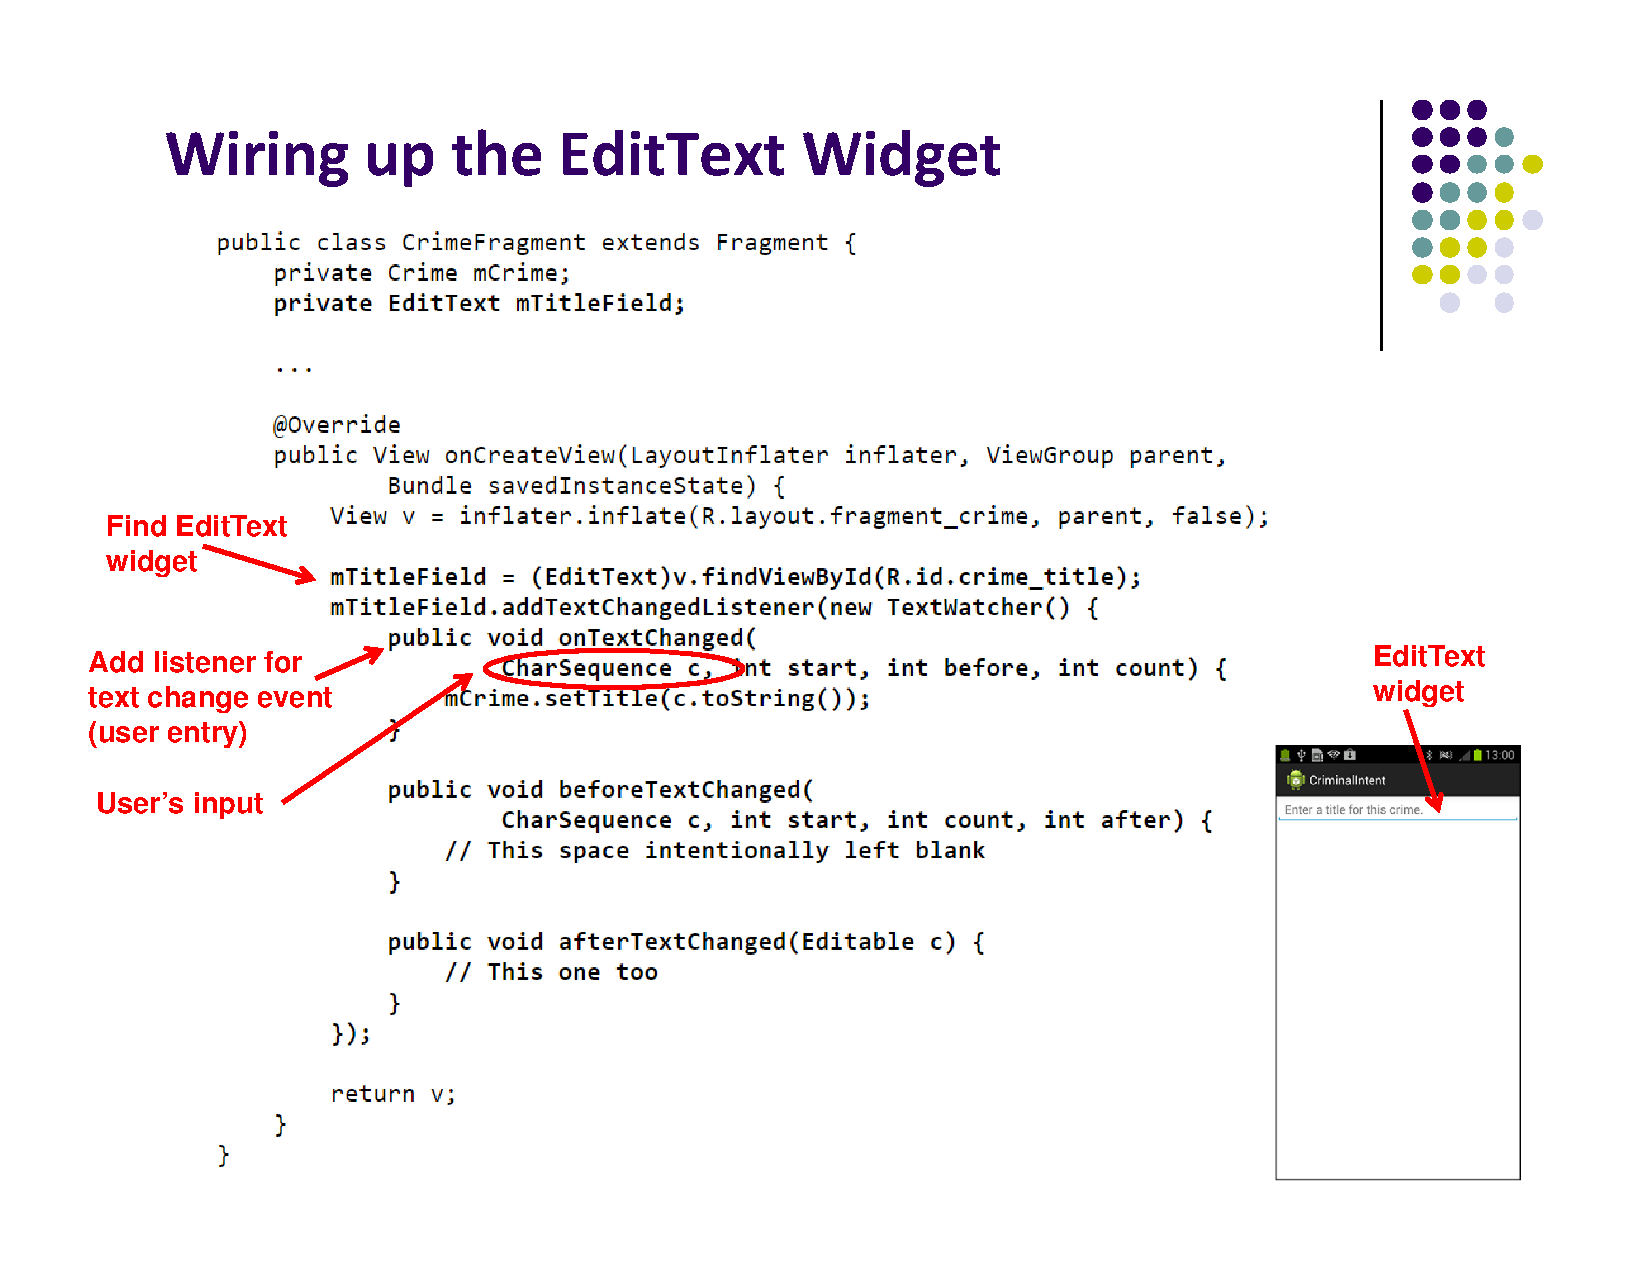 Wiring up the EditText Widget
public class CrimeFragment extends Fragment {
private Crime mCrime;
private EditText mTitleField;
...
@Override
public View onCreateView(LayoutInflater inflater, ViewGroup parent,
Bundle savedInstanceState) {
View v = inflater.inflate(R.layout.fragment_crime, parent, false);
Find EditText
widget
mTitleField = (EditText)v.findViewById(R.id.crime_title);
mTitleField.addTextChangedListener(new TextWatcher() {
public void onTextChanged(
CharSequence c, int start, int before, int count) {
mCrime.setTitle(c.toString());
}
Add listener for
text change event
(user entry)
User's input
public void beforeTextChanged(
CharSequence c, int start, int count, int after) {
// This space intentionally left blank
}
public void afterTextChanged(Editable c) {
// This one too
}
});
return v;
}
}
EditText
widget
13:00
CriminalIntent
Enter a title for this crime.